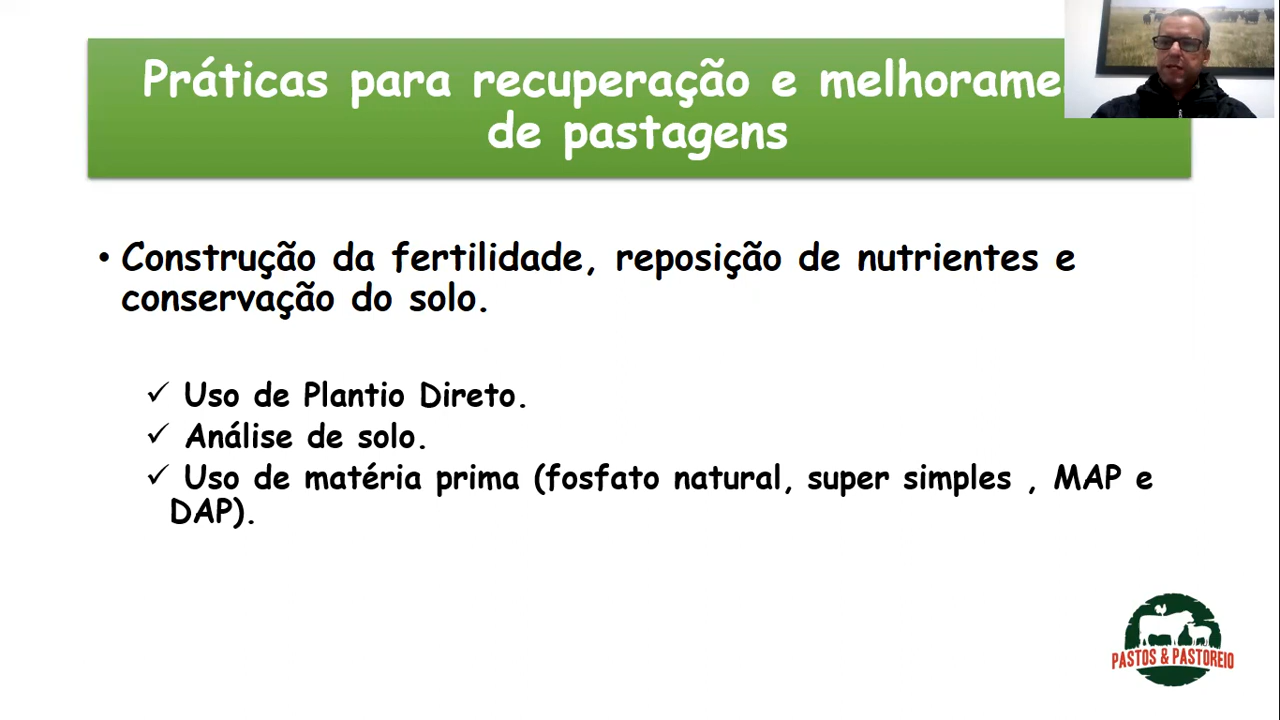 Práticas para recuperação e
de pastagens
• Construção da fertilidade, reposição de nutrientes e
conservação do solo.
✓ Uso de Plantio Direto.
✓ Análise de solo.
✓ Uso de matéria prima (fosfato natural, super simples , MAP e
DAP).
PASTOS & PASTOREIO